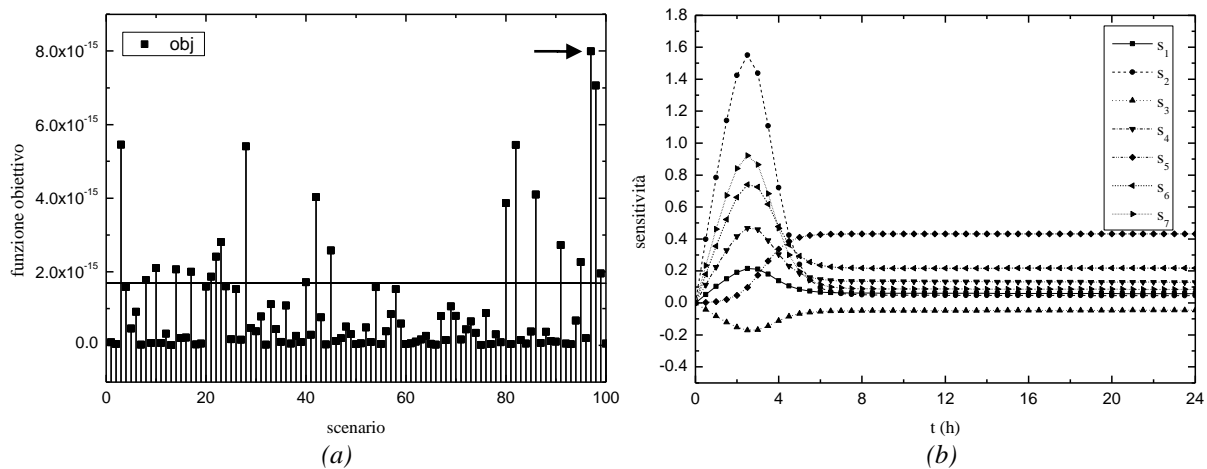 obj
8.0x10⁻¹⁵
6.0x10⁻¹⁵
4.0x10⁻¹⁵
2.0x10⁻¹⁵
0.0
0 20 40 60 80 100
funzione obiettivo
scenario
(a)
1.8
1.6
1.4
1.2
1.0
0.8
0.6
0.4
0.2
0.0
-0.2
-0.4
0 4 8 12 16 20 24
sensitività
t (h)
S₁
S₂
S₃
S₄
S₅
S₆
S₇
(b)